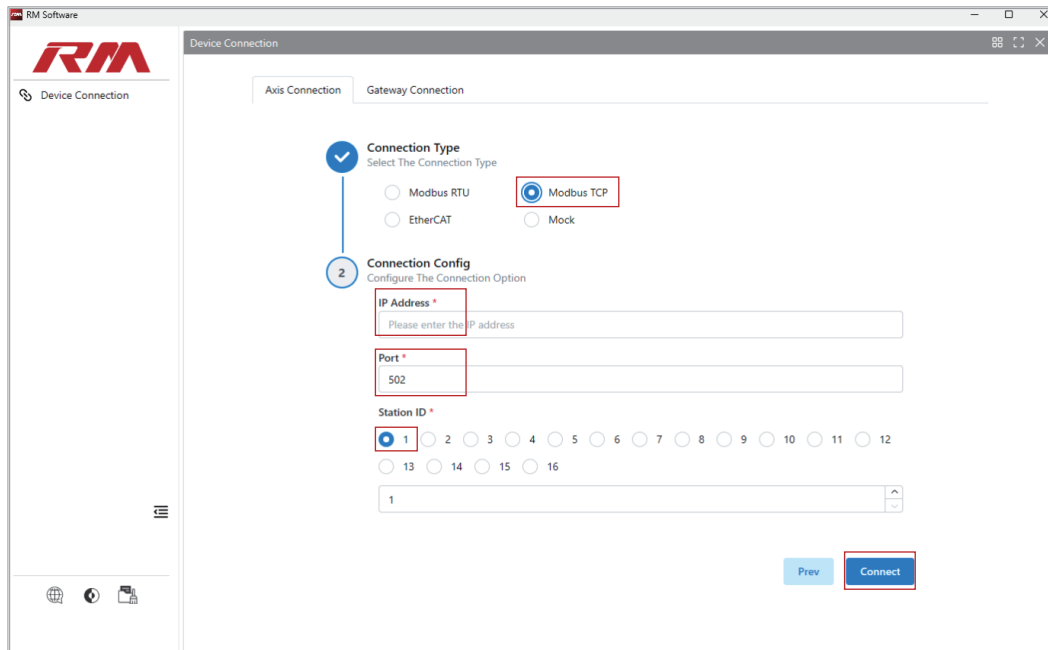 RM Software
RM
Device Connection
Device Connection
Axis Connection Gateway Connection
Connection Type
Select The Connection Type
Modbus RTU Modbus TCP
EtherCAT Mock
2 Connection Config
Configure The Connection Option
IP Address *
Please enter the IP address
Port *
502
Station ID *
1 2 3 4 5 6 7 8 9 10 11 12
13 14 15 16
1
Prev Connect